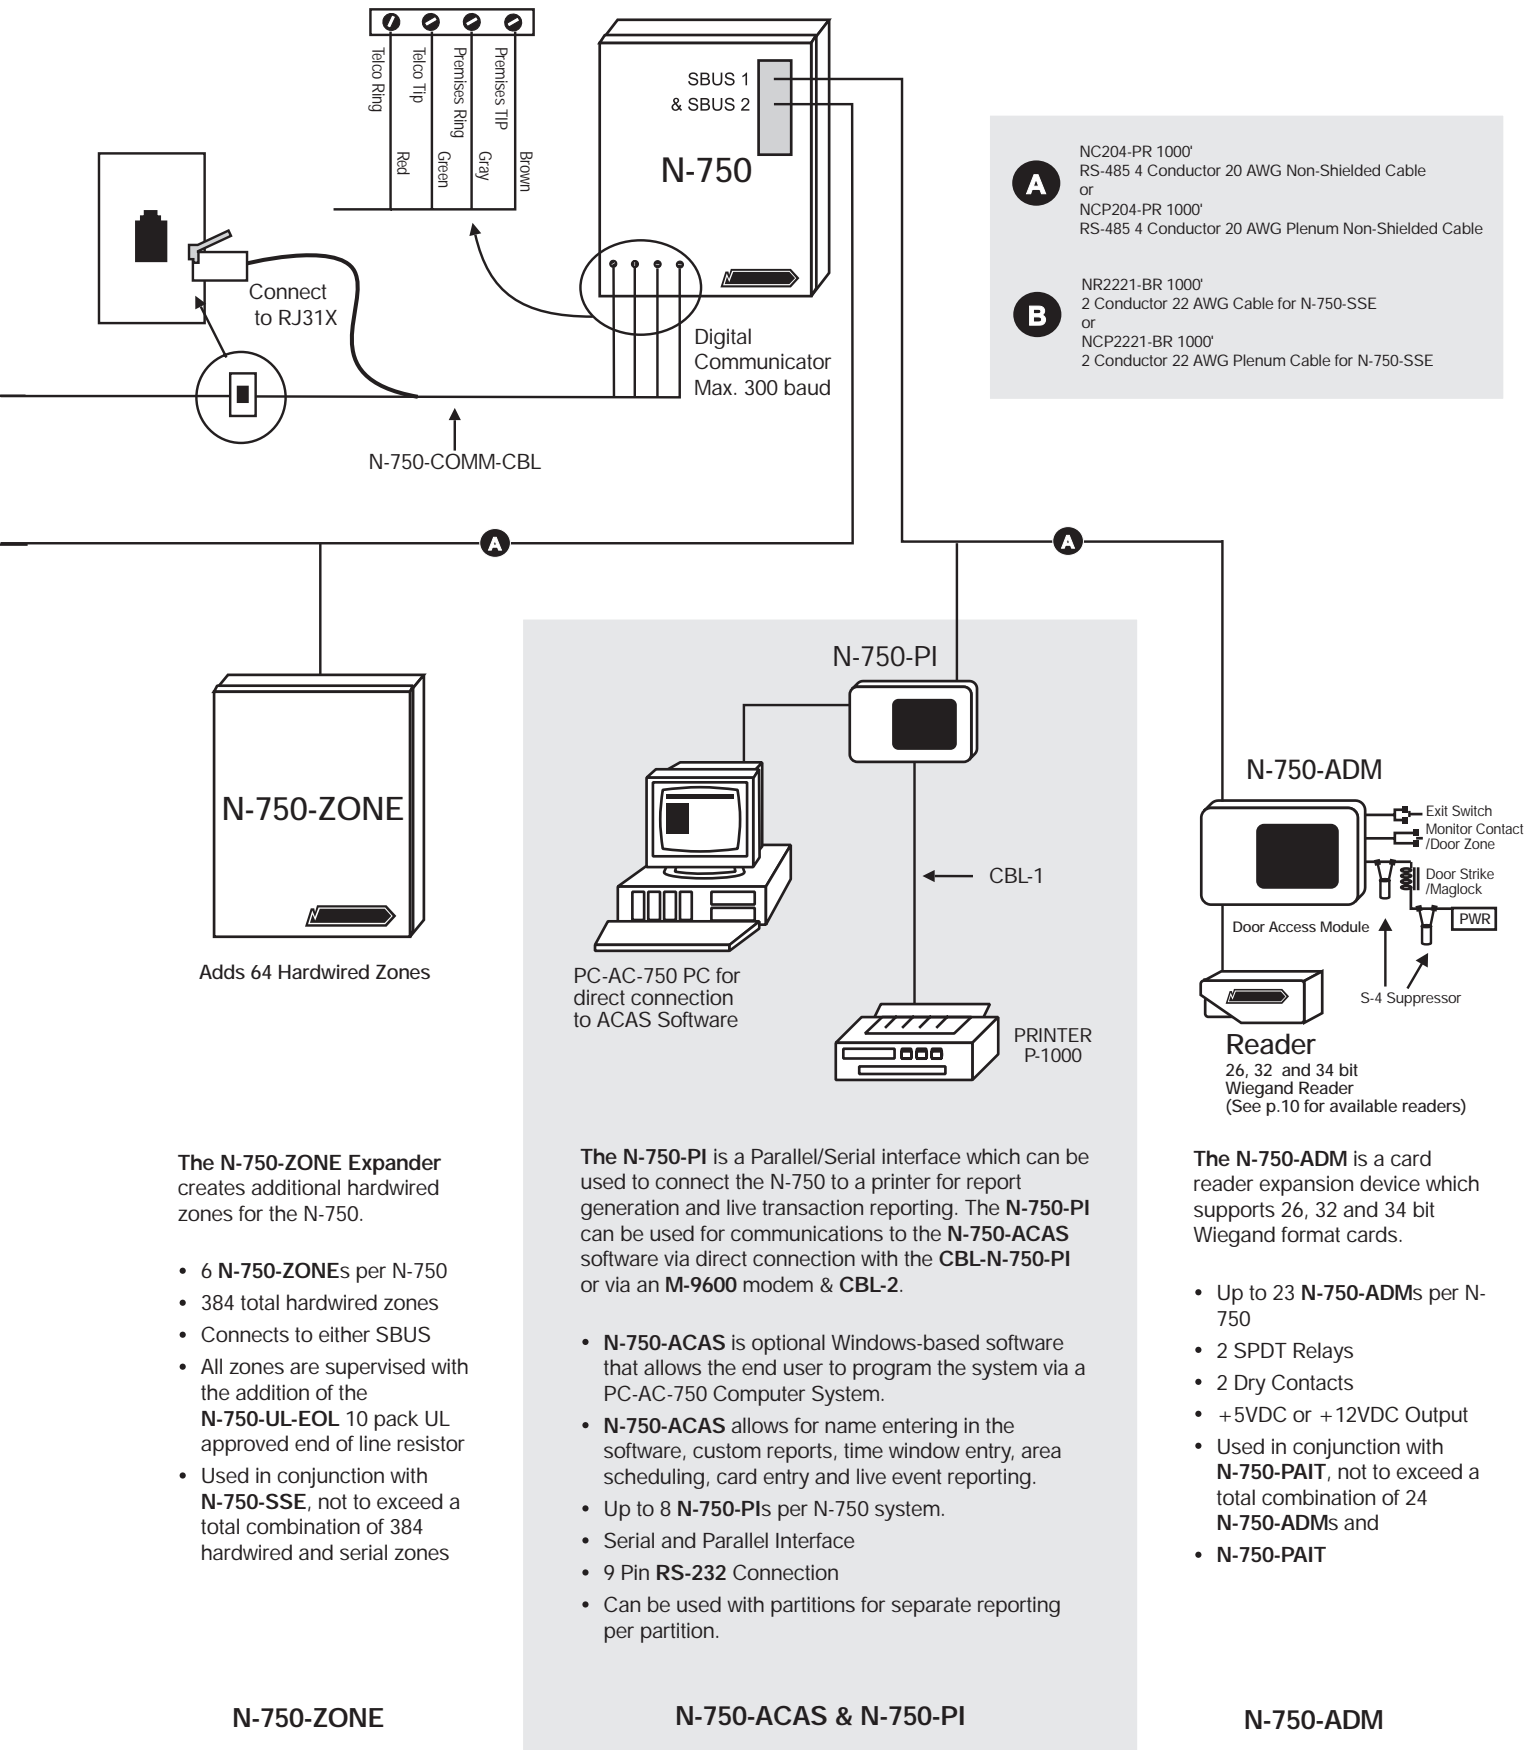 Telco Ring
Telco Tip
Premises Ring
Premises TIP
Red
Green
Gray
Brown
SBUS 1
& SBUS 2
N-750
Connect
to RJ31X
Digital
Communicator
Max. 300 baud
N-750-COMM-CBL
A
NC204-PR 1000'
RS-485 4 Conductor 20 AWG Non-Shielded Cable
or
NCP204-PR 1000'
RS-485 4 Conductor 20 AWG Plenum Non-Shielded Cable
B
NR2221-BR 1000'
2 Conductor 22 AWG Cable for N-750-SSE
or
NCP2221-BR 1000'
2 Conductor 22 AWG Plenum Cable for N-750-SSE
A
A
N-750-ZONE
Adds 64 Hardwired Zones
N-750-PI
CBL-1
PC-AC-750 PC for
direct connection
to ACAS Software
PRINTER
P-1000
N-750-ADM
Exit Switch
Monitor Contact
/Door Zone
Door Strike
/Maglock
PWR
Door Access Module
S-4 Suppressor
Reader
26, 32 and 34 bit
Wiegand Reader
(See p.10 for available readers)
The N-750-ZONE Expander
creates additional hardwired
zones for the N-750.
• 6 N-750-ZONEs per N-750
• 384 total hardwired zones
• Connects to either SBUS
• All zones are supervised with
the addition of the
N-750-UL-EOL 10 pack UL
approved end of line resistor
• Used in conjunction with
N-750-SSE, not to exceed a
total combination of 384
hardwired and serial zones
N-750-ZONE
The N-750-PI is a Parallel/Serial interface which can be
used to connect the N-750 to a printer for report
generation and live transaction reporting. The N-750-PI
can be used for communications to the N-750-ACAS
software via direct connection with the CBL-N-750-PI
or via an M-9600 modem & CBL-2.
• N-750-ACAS is optional Windows-based software
that allows the end user to program the system via a
PC-AC-750 Computer System.
• N-750-ACAS allows for name entering in the
software, custom reports, time window entry, area
scheduling, card entry and live event reporting.
• Up to 8 N-750-PIs per N-750 system.
• Serial and Parallel Interface
• 9 Pin RS-232 Connection
• Can be used with partitions for separate reporting
per partition.
N-750-ACAS & N-750-PI
The N-750-ADM is a card
reader expansion device which
supports 26, 32 and 34 bit
Wiegand format cards.
• Up to 23 N-750-ADMs per N-
750
• 2 SPDT Relays
• 2 Dry Contacts
• +5VDC or +12VDC Output
• Used in conjunction with
N-750-PAIT, not to exceed a
total combination of 24
N-750-ADMs and
• N-750-PAIT
N-750-ADM